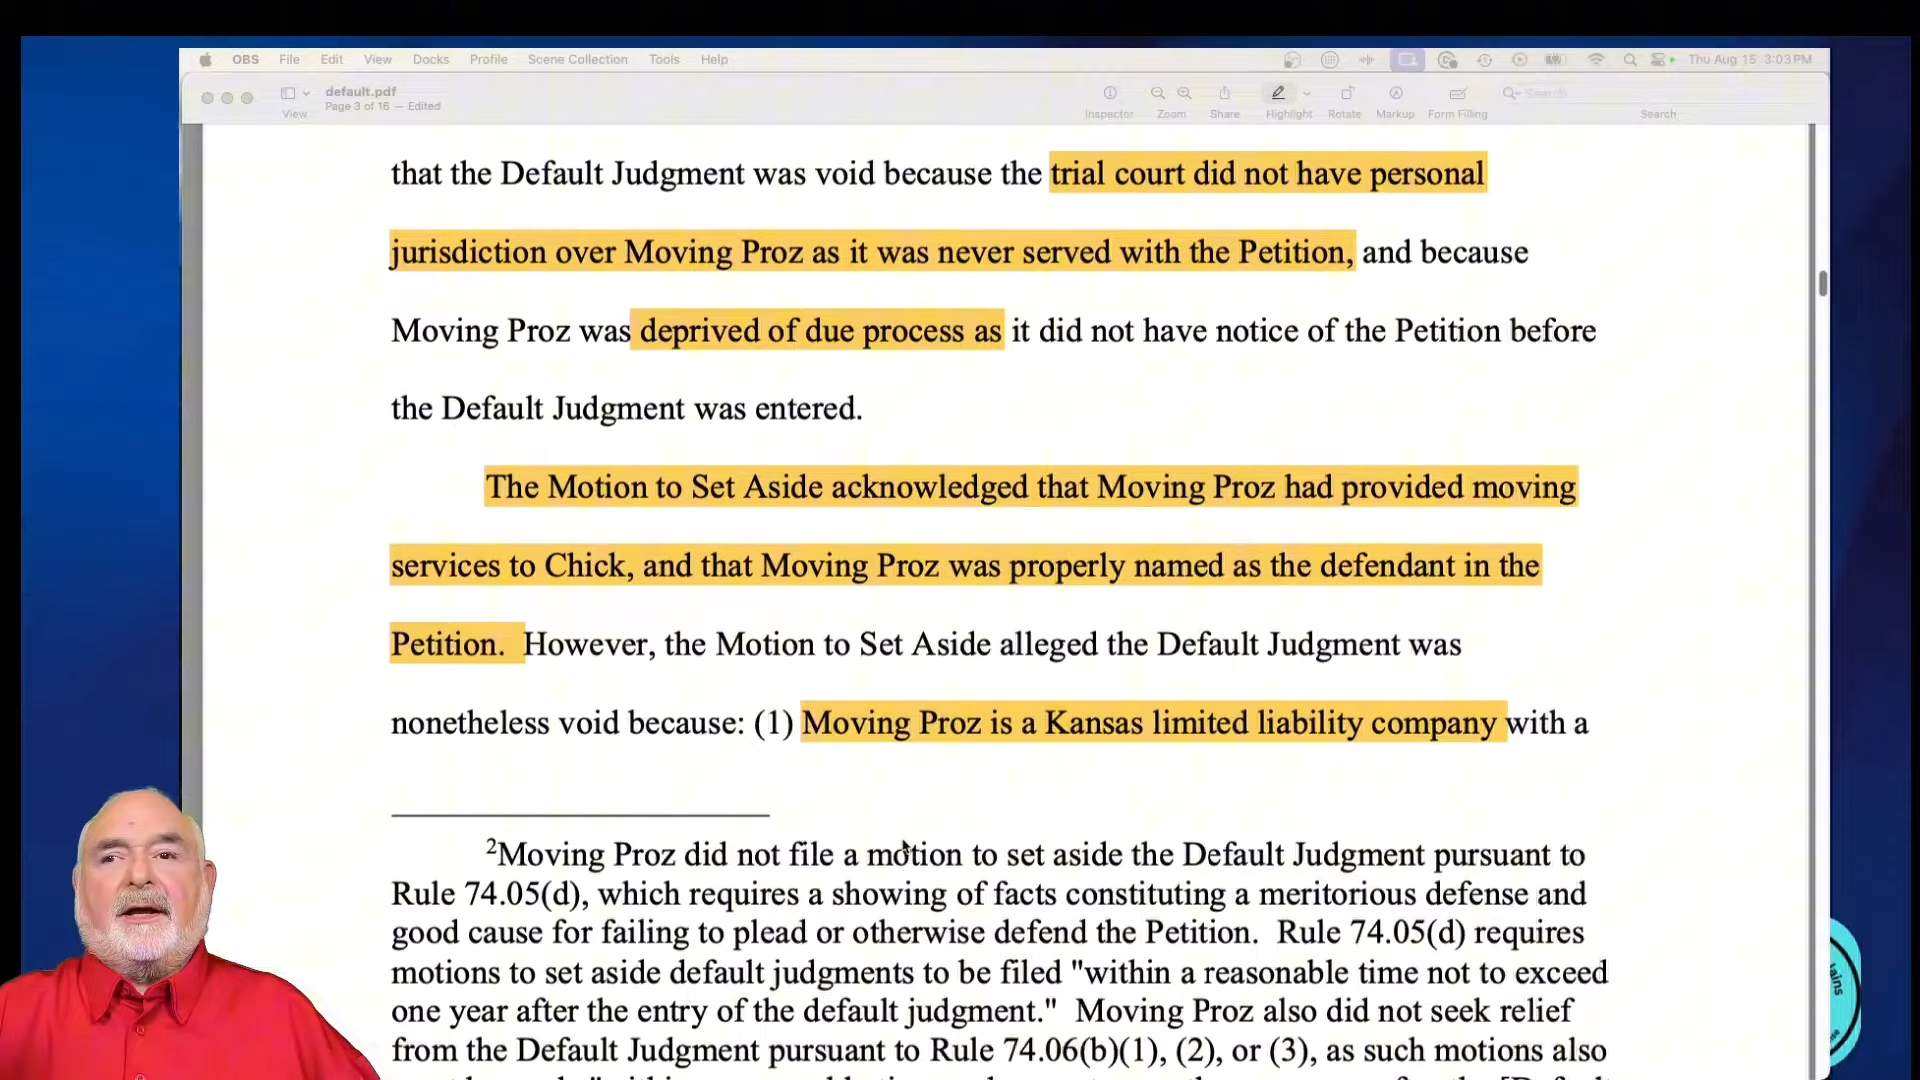 OBS File Edit View Docks Profile Scene Collection Tools Help Thu Aug 15 3:03 PM
default.pdf
Page 3 of 16 — Edited
Search
View Inspector Zoom Share Highlight Rotate Markup Form Filling Search
that the Default Judgment was void because the trial court did not have personal
jurisdiction over Moving Proz as it was never served with the Petition, and because
Moving Proz was deprived of due process as it did not have notice of the Petition before
the Default Judgment was entered.
The Motion to Set Aside acknowledged that Moving Proz had provided moving
services to Chick, and that Moving Proz was properly named as the defendant in the
Petition. However, the Motion to Set Aside alleged the Default Judgment was
nonetheless void because: (1) Moving Proz is a Kansas limited liability company with a
2Moving Proz did not file a motion to set aside the Default Judgment pursuant to
Rule 74.05(d), which requires a showing of facts constituting a meritorious defense and
good cause for failing to plead or otherwise defend the Petition. Rule 74.05(d) requires
motions to set aside default judgments to be filed "within a reasonable time not to exceed
one year after the entry of the default judgment." Moving Proz also did not seek relief
from the Default Judgment pursuant to Rule 74.06(b)(1), (2), or (3), as such motions also